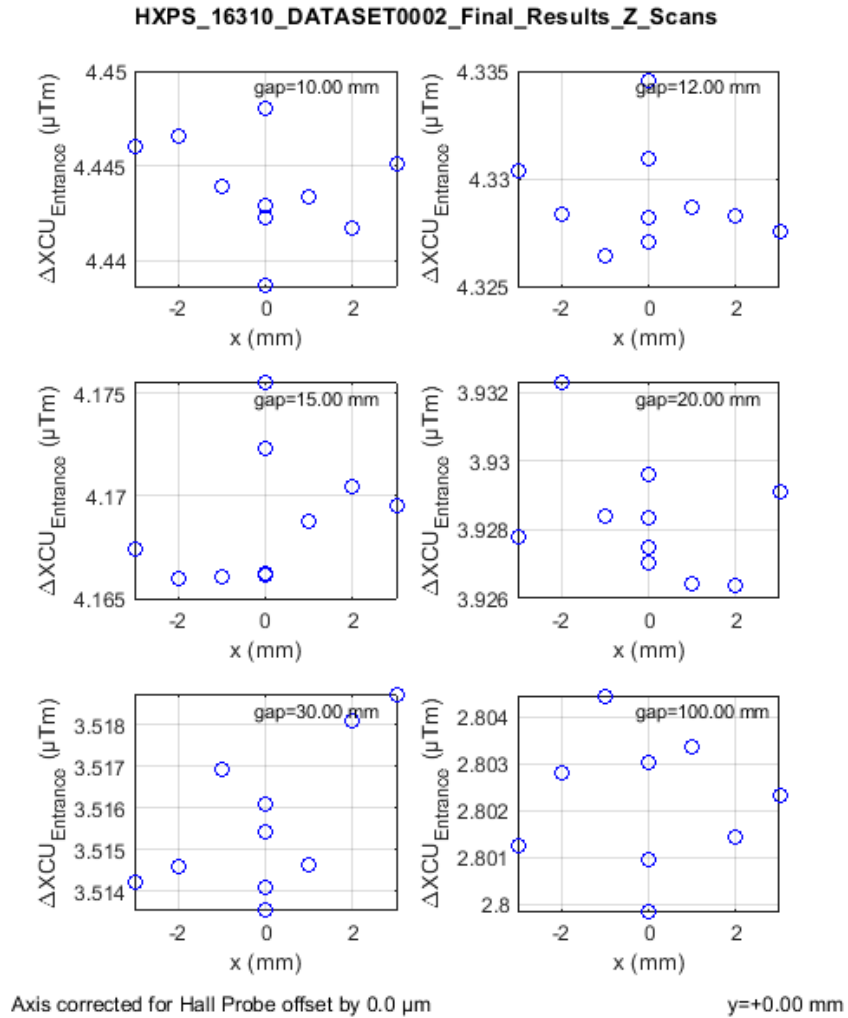 HXPS_16310_DATASET0002_Final_Results_Z_Scans
gap=10.00 mm
4.45
4.445
4.44
ΔXCU_Entrance (μTm)
-2 0 2
x (mm)
gap=12.00 mm
4.335
4.33
4.325
ΔXCU_Entrance (μTm)
-2 0 2
x (mm)
gap=15.00 mm
4.175
4.17
4.165
ΔXCU_Entrance (μTm)
-2 0 2
x (mm)
gap=20.00 mm
3.932
3.93
3.928
3.926
ΔXCU_Entrance (μTm)
-2 0 2
x (mm)
gap=30.00 mm
3.518
3.517
3.516
3.515
3.514
ΔXCU_Entrance (μTm)
-2 0 2
x (mm)
gap=100.00 mm
2.804
2.803
2.802
2.801
2.8
ΔXCU_Entrance (μTm)
-2 0 2
x (mm)
Axis corrected for Hall Probe offset by 0.0 μm
y=+0.00 mm